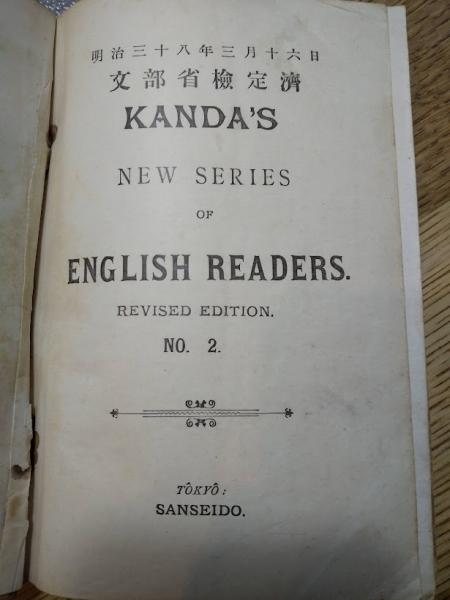 明治三十八年三月十六日
文部省檢定濟
KANDA'S
NEW SERIES
OF
ENGLISH READERS.
REVISED EDITION.
NO. 2.
TÔKYÔ:
SANSEIDO.